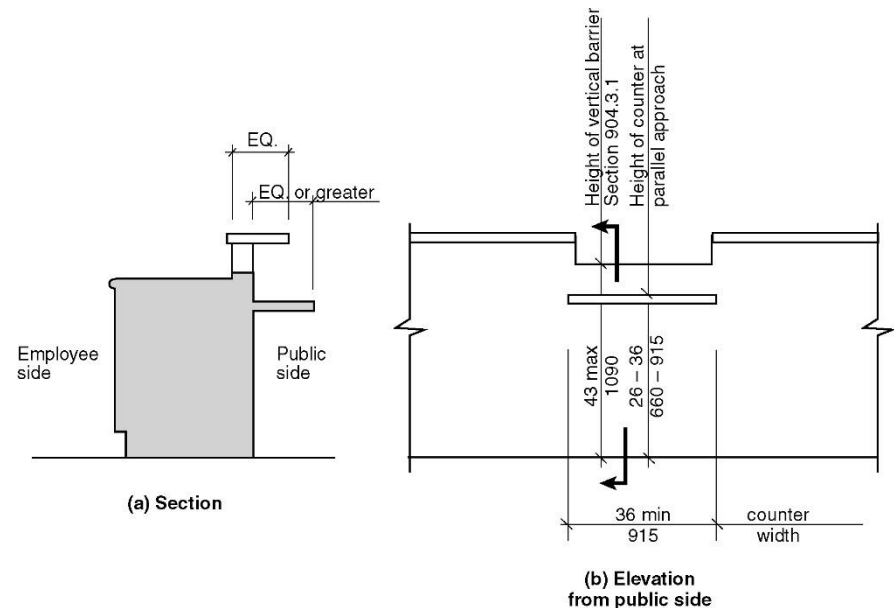 EQ.
EQ. or greater
Employee
side
Public
side
(a) Section
Height of vertical barrier
Section 904.3.1
Height of counter at
parallel approach
43 max
1090
26 – 36
660 – 915
36 min
915
counter
width
(b) Elevation
from public side